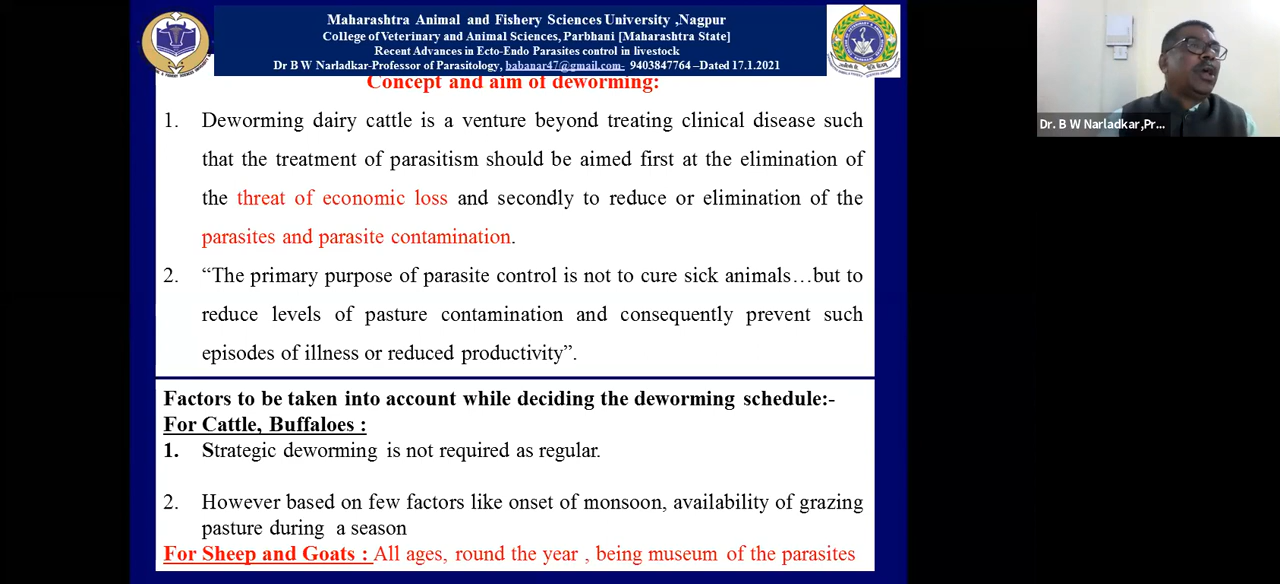 Maharashtra Animal and Fishery Sciences University ,Nagpur
College of Veterinary and Animal Sciences, Parbhani [Maharashtra State]
Recent Advances in Ecto-Endo Parasites control in livestock
Dr B W Narladkar-Professor of Parasitology, babanar47@gmail.com- 9403847764 –Dated 17.1.2021
Concept and aim of deworming:
1. Deworming dairy cattle is a venture beyond treating clinical disease such
that the treatment of parasitism should be aimed first at the elimination of
the threat of economic loss and secondly to reduce or elimination of the
parasites and parasite contamination.
2. “The primary purpose of parasite control is not to cure sick animals…but to
reduce levels of pasture contamination and consequently prevent such
episodes of illness or reduced productivity”.
Factors to be taken into account while deciding the deworming schedule:-
For Cattle, Buffaloes :
1. Strategic deworming is not required as regular.
2. However based on few factors like onset of monsoon, availability of grazing
pasture during a season
For Sheep and Goats : All ages, round the year , being museum of the parasites
Dr. B W Narladkar,Pr...